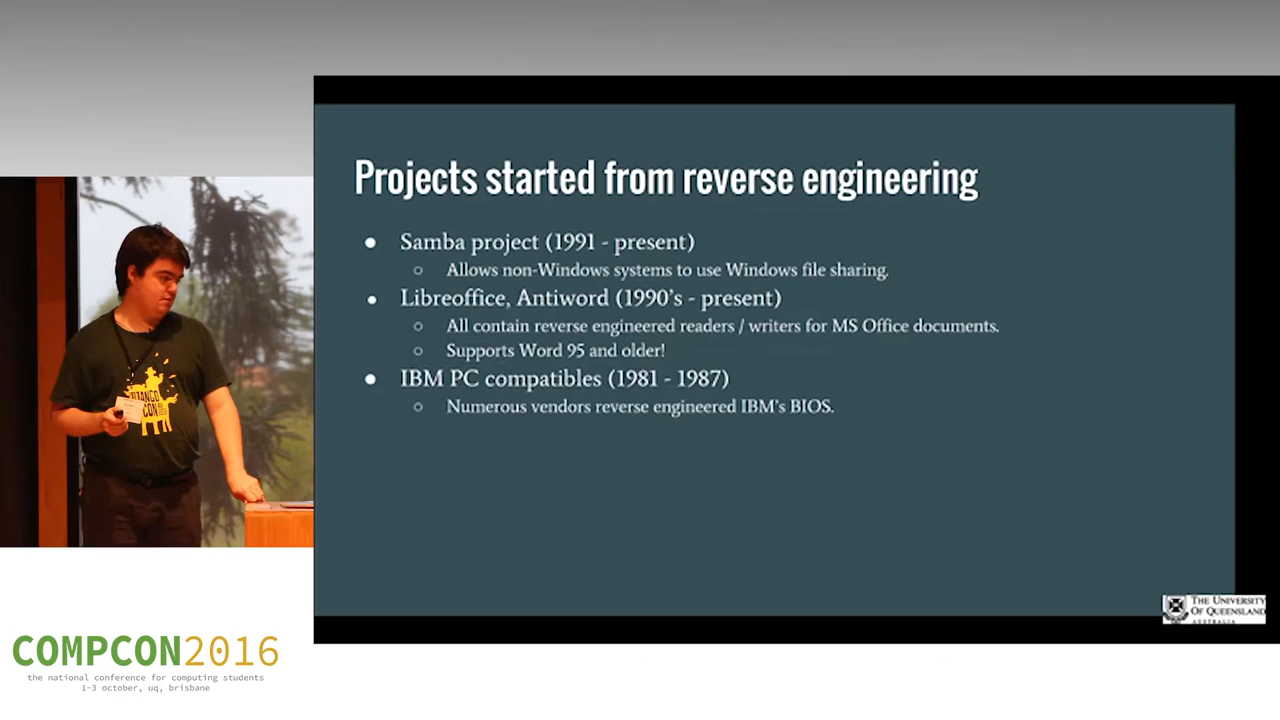 Projects started from reverse engineering
● Samba project (1991 - present)
○ Allows non-Windows systems to use Windows file sharing.
● Libreoffice, Antiword (1990's - present)
○ All contain reverse engineered readers / writers for MS Office documents.
○ Supports Word 95 and older!
● IBM PC compatibles (1981 - 1987)
○ Numerous vendors reverse engineered IBM's BIOS.
DJANGO
CON
THE UNIVERSITY
OF QUEENSLAND
AUSTRALIA
COMPCON2016
the national conference for computing students
1-3 october, uq, brisbane